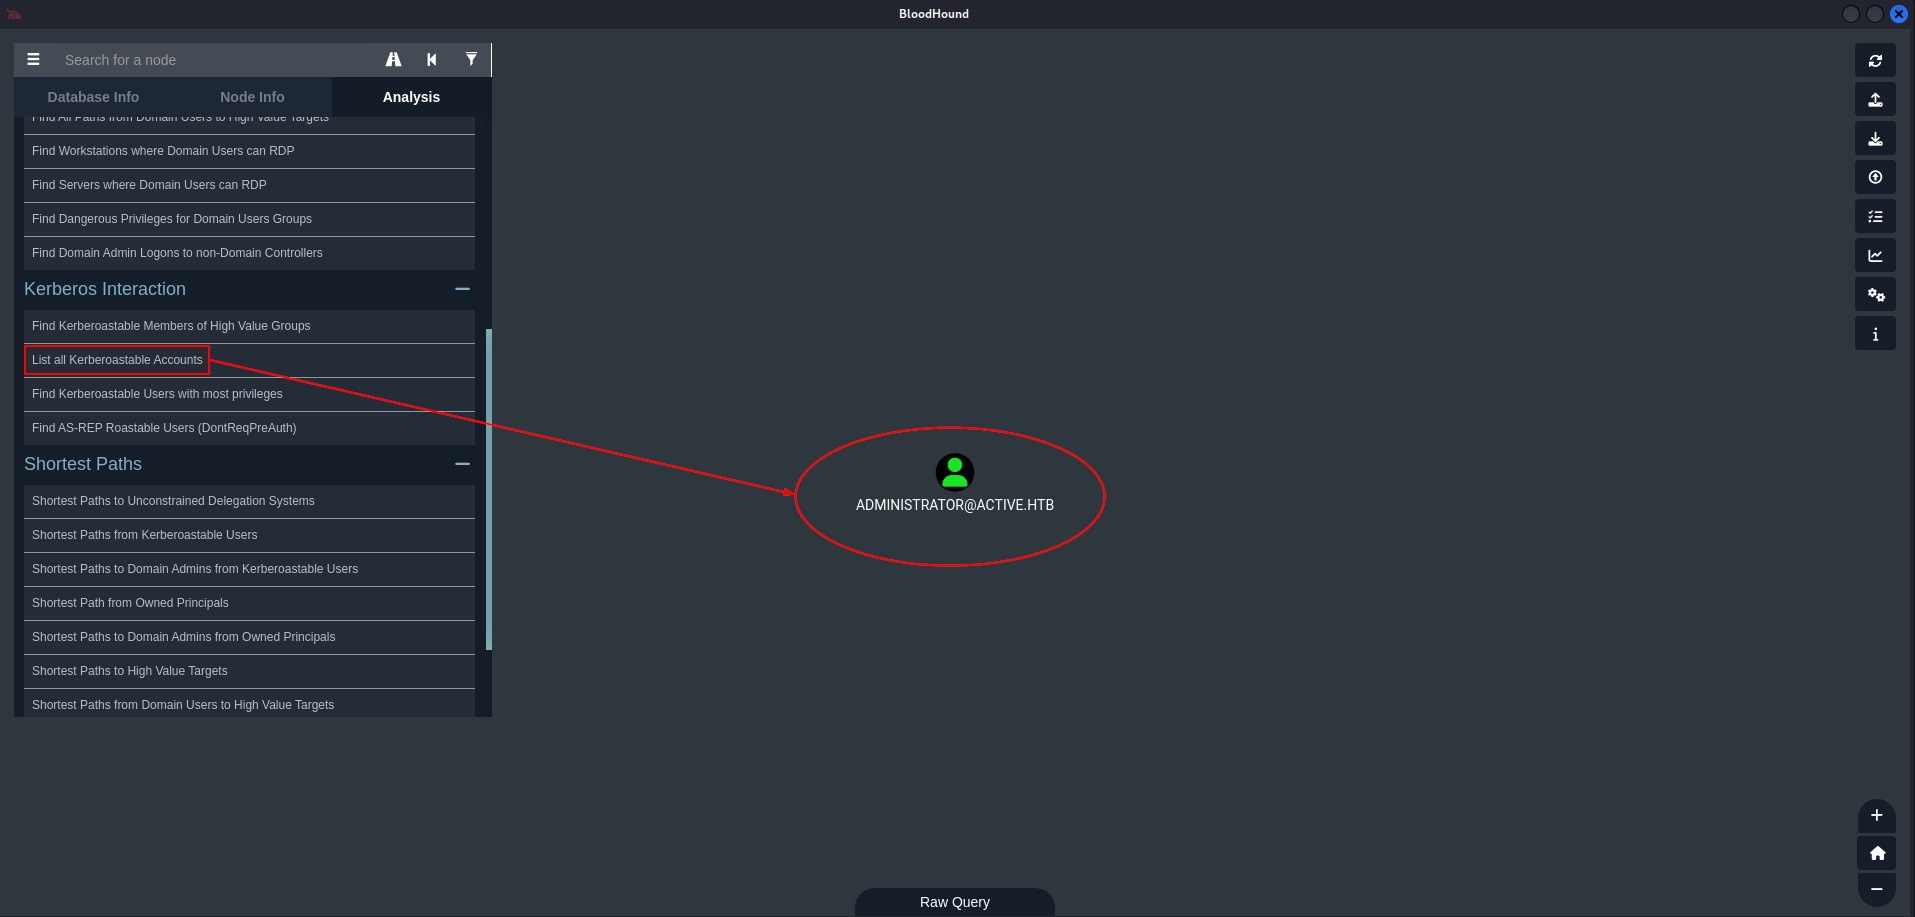 BloodHound
Search for a node
Database Info
Node Info
Analysis
Find All Paths from Domain Users to High Value Targets
Find Workstations where Domain Users can RDP
Find Servers where Domain Users can RDP
Find Dangerous Privileges for Domain Users Groups
Find Domain Admin Logons to non-Domain Controllers
Kerberos Interaction
Find Kerberoastable Members of High Value Groups
List all Kerberoastable Accounts
Find Kerberoastable Users with most privileges
Find AS-REP Roastable Users (DontReqPreAuth)
Shortest Paths
Shortest Paths to Unconstrained Delegation Systems
Shortest Paths from Kerberoastable Users
Shortest Paths to Domain Admins from Kerberoastable Users
Shortest Path from Owned Principals
Shortest Paths to Domain Admins from Owned Principals
Shortest Paths to High Value Targets
Shortest Paths from Domain Users to High Value Targets
ADMINISTRATOR@ACTIVE.HTB
Raw Query